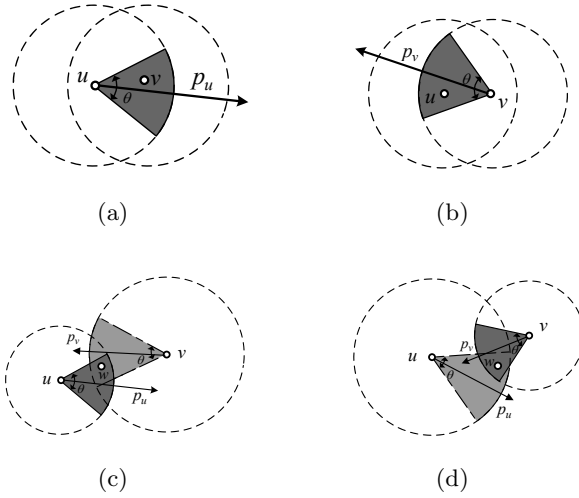 u v p_u θ
p_v u v θ
(a) (b)
p_v θ v
u θ w p_u
u p_v v θ
θ w p_u
(c) (d)